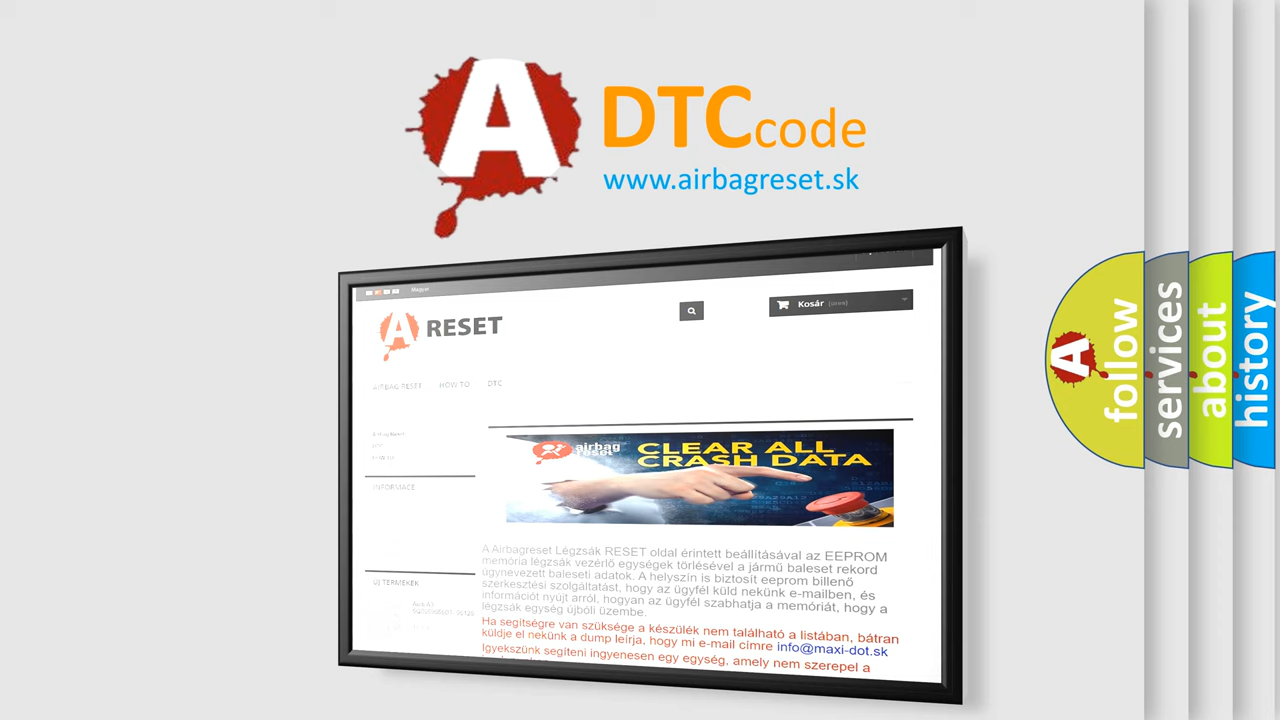 A DTC code
www.airbagreset.sk
Magyar
Kosár (üres)
A RESET
AIRBAG RESET HOW TO DTC
INFORMACE
airbag reset
CLEAR ALL
CRASH DATA
A Airbagreset Légzsák RESET oldal érintett beállításával az EEPROM
memória légzsák vezérlő egységek törlésével a jármű baleset rekord
úgynevezett baleseti adatok. A helyszín is biztosít eeprom billenő
szerkesztési szolgáltatást, hogy az ügyfél küld nekünk e-mailben, és
információt nyújt arról, hogyan az ügyfél szabhatja a memóriát, hogy a
légzsák egység újbóli üzembe.
Ha segítségre van szüksége a készülék nem található a listában, bátran
küldje el nekünk a dump leírja, hogy mi e-mail címre info@maxi-dot.sk
Igyekszünk segíteni ingyenesen egy egység, amely nem szerepel a
ÚJ TERMÉKEK
A follow
services
about
history